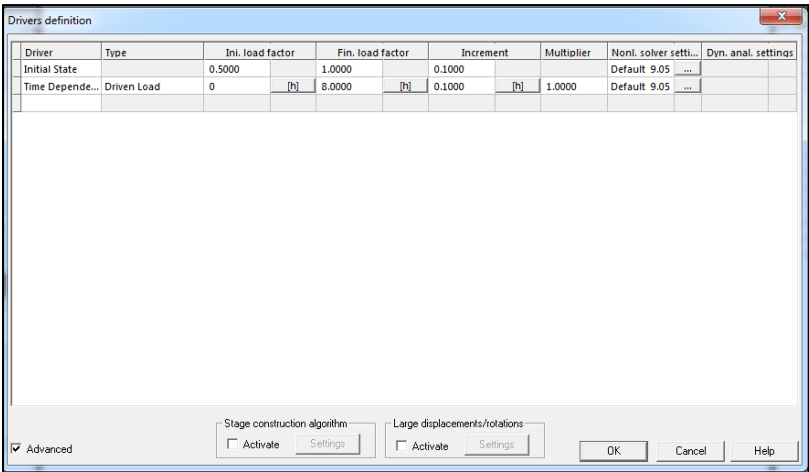 Drivers definition
Driver Type Ini. load factor Fin. load factor Increment Multiplier Nonl. solver setti... Dyn. anal. settings
Initial State 0.5000 1.0000 0.1000 Default 9.05 ...
Time Depende... Driven Load 0 [h] 8.0000 [h] 0.1000 [h] 1.0000 Default 9.05 ...
Stage construction algorithm Large displacements/rotations
Advanced Activate Settings Activate Settings OK Cancel Help